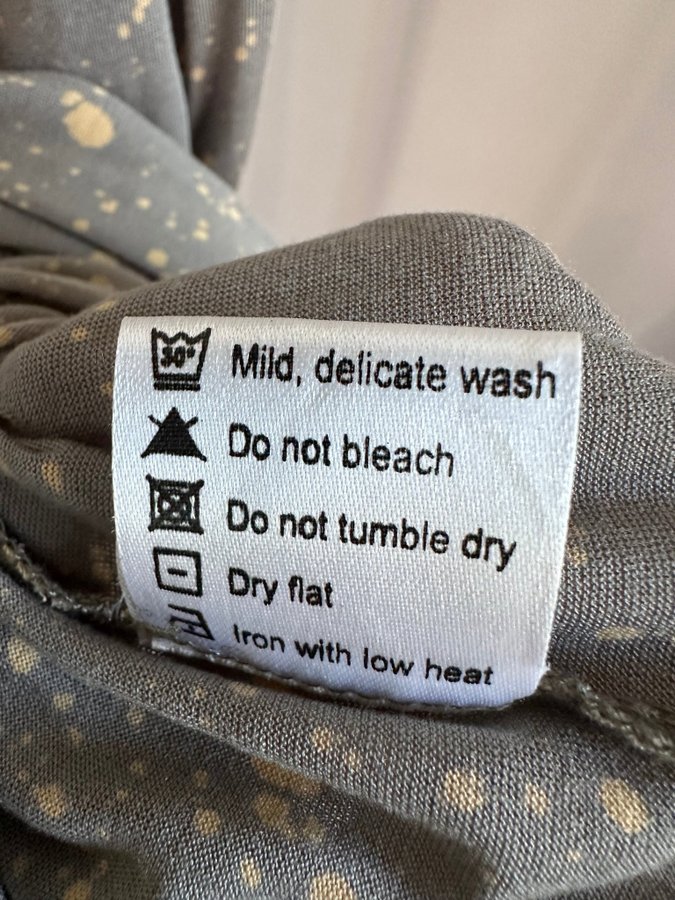 30° Mild, delicate wash
Do not bleach
Do not tumble dry
Dry flat
Iron with low heat